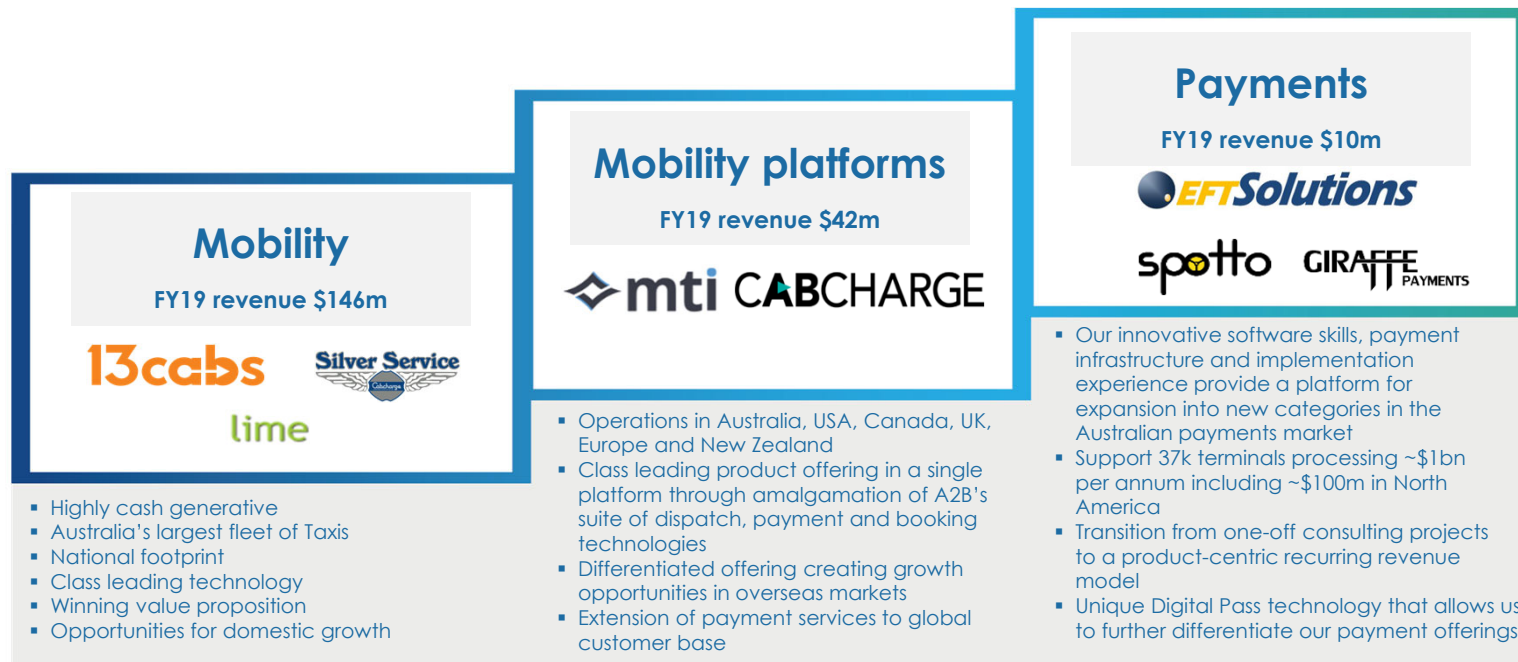 Mobility
FY19 revenue $146m
13cabs
Silver Service
Cabcharge
lime
▪ Highly cash generative
▪ Australia’s largest fleet of Taxis
▪ National footprint
▪ Class leading technology
▪ Winning value proposition
▪ Opportunities for domestic growth
Mobility platforms
FY19 revenue $42m
mti CABCHARGE
▪ Operations in Australia, USA, Canada, UK,
Europe and New Zealand
▪ Class leading product offering in a single
platform through amalgamation of A2B’s
suite of dispatch, payment and booking
technologies
▪ Differentiated offering creating growth
opportunities in overseas markets
▪ Extension of payment services to global
customer base
Payments
FY19 revenue $10m
EFTSolutions
spotto GIRAFFE
PAYMENTS
▪ Our innovative software skills, payment
infrastructure and implementation
experience provide a platform for
expansion into new categories in the
Australian payments market
▪ Support 37k terminals processing ~$1bn
per annum including ~$100m in North
America
▪ Transition from one-off consulting projects
to a product-centric recurring revenue
model
▪ Unique Digital Pass technology that allows us
to further differentiate our payment offerings